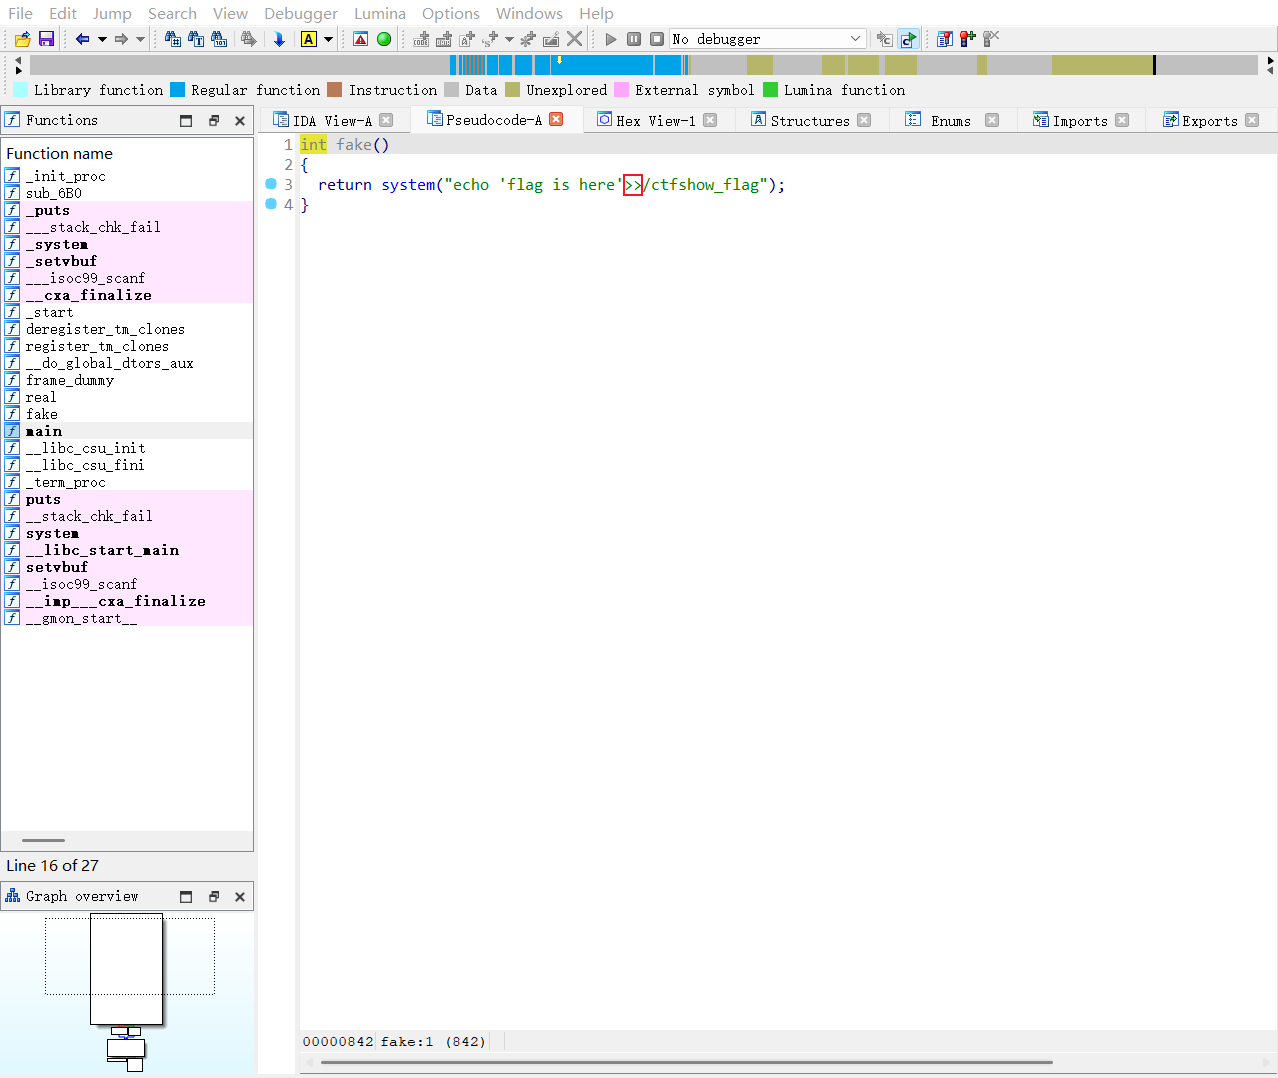 File Edit Jump Search View Debugger Lumina Options Windows Help
No debugger
Library function Regular function Instruction Data Unexplored External symbol Lumina function
Functions
IDA View-A Pseudocode-A Hex View-1 Structures Enums Imports Exports
Function name
_init_proc
sub_6B0
_puts
___stack_chk_fail
_system
_setvbuf
___isoc99_scanf
__cxa_finalize
_start
deregister_tm_clones
register_tm_clones
__do_global_dtors_aux
frame_dummy
real
fake
main
__libc_csu_init
__libc_csu_fini
_term_proc
puts
__stack_chk_fail
system
__libc_start_main
setvbuf
__isoc99_scanf
__imp___cxa_finalize
__gmon_start__
Line 16 of 27
Graph overview
1 int fake()
2 {
3 return system("echo 'flag is here'>>/ctfshow_flag");
4 }
00000842 fake:1 (842)